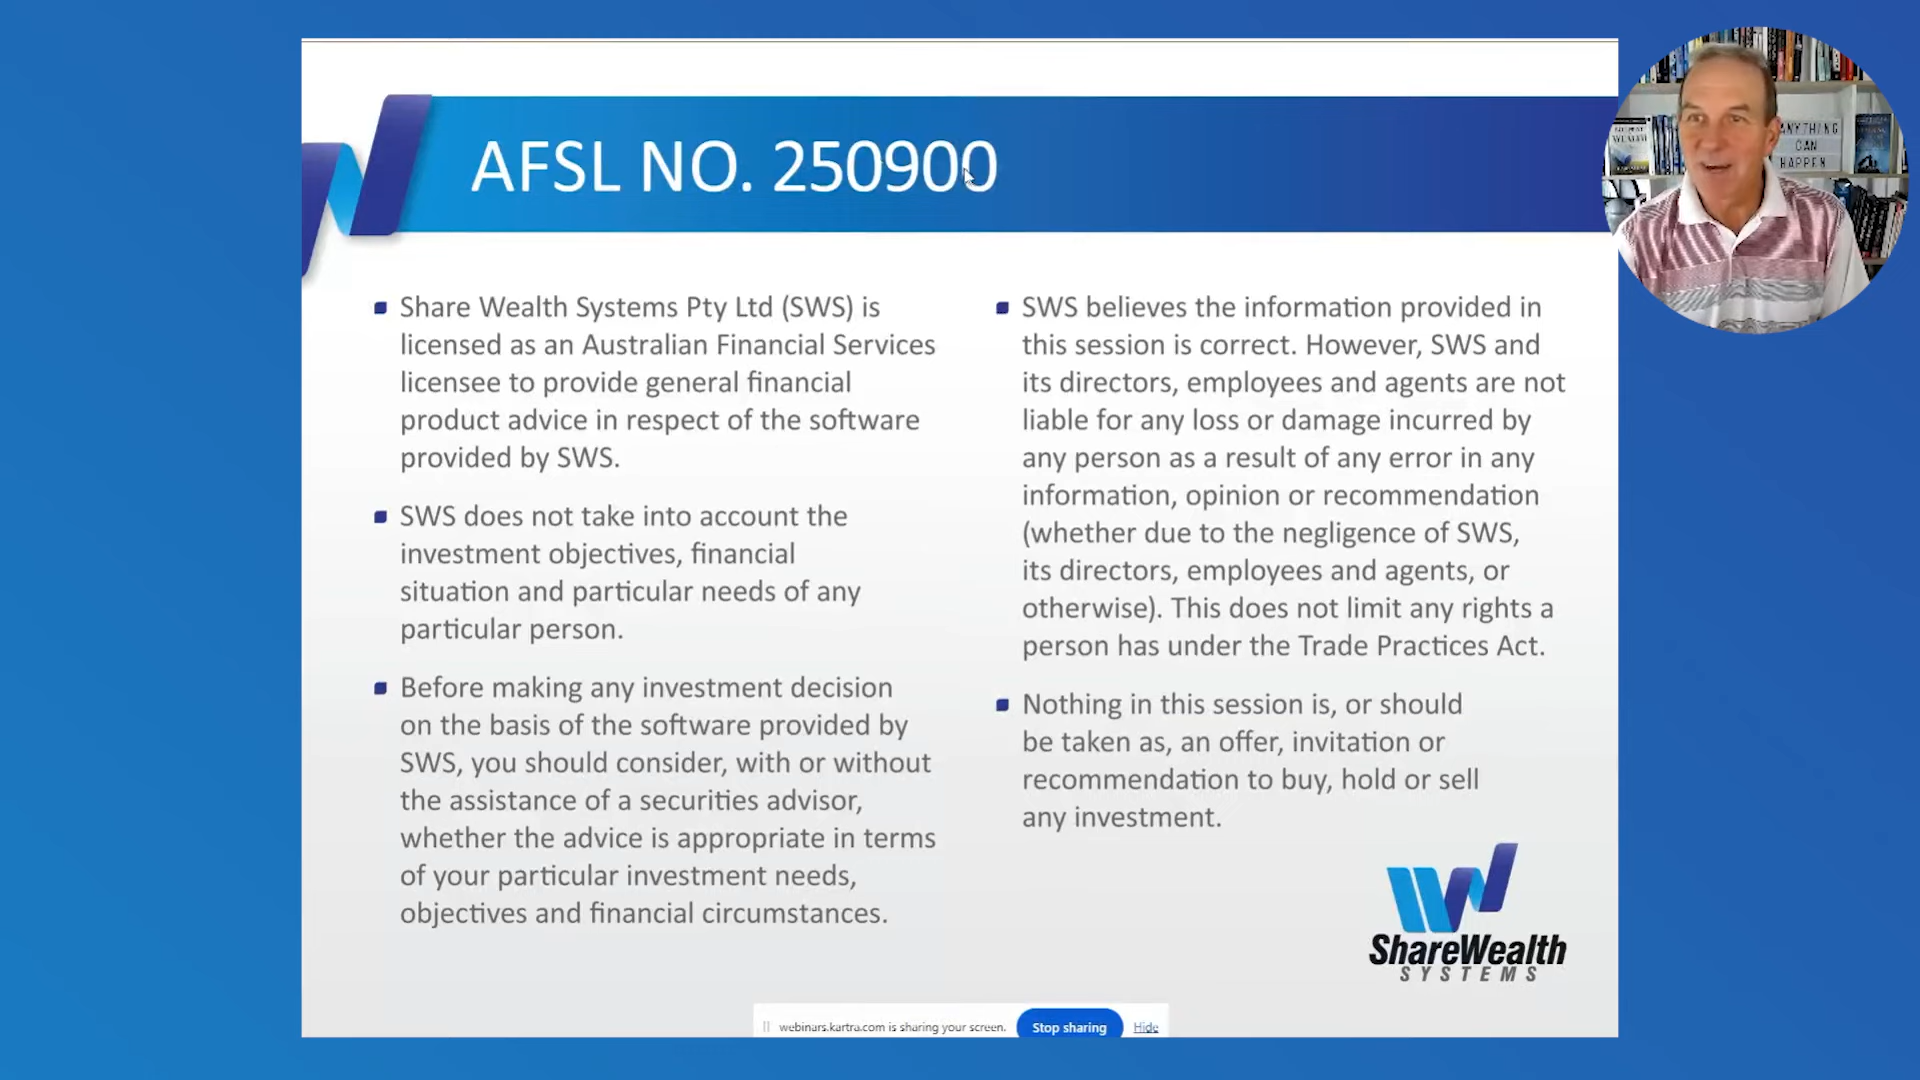 AFSL NO. 250900
Share Wealth Systems Pty Ltd (SWS) is
licensed as an Australian Financial Services
licensee to provide general financial
product advice in respect of the software
provided by SWS.
SWS does not take into account the
investment objectives, financial
situation and particular needs of any
particular person.
Before making any investment decision
on the basis of the software provided by
SWS, you should consider, with or without
the assistance of a securities advisor,
whether the advice is appropriate in terms
of your particular investment needs,
objectives and financial circumstances.
SWS believes the information provided in
this session is correct. However, SWS and
its directors, employees and agents are not
liable for any loss or damage incurred by
any person as a result of any error in any
information, opinion or recommendation
(whether due to the negligence of SWS,
its directors, employees and agents, or
otherwise). This does not limit any rights a
person has under the Trade Practices Act.
Nothing in this session is, or should
be taken as, an offer, invitation or
recommendation to buy, hold or sell
any investment.
ShareWealth
SYSTEMS
webinars.kartra.com is sharing your screen.
Stop sharing
Hide
ANYTHING
CAN
HAPPEN